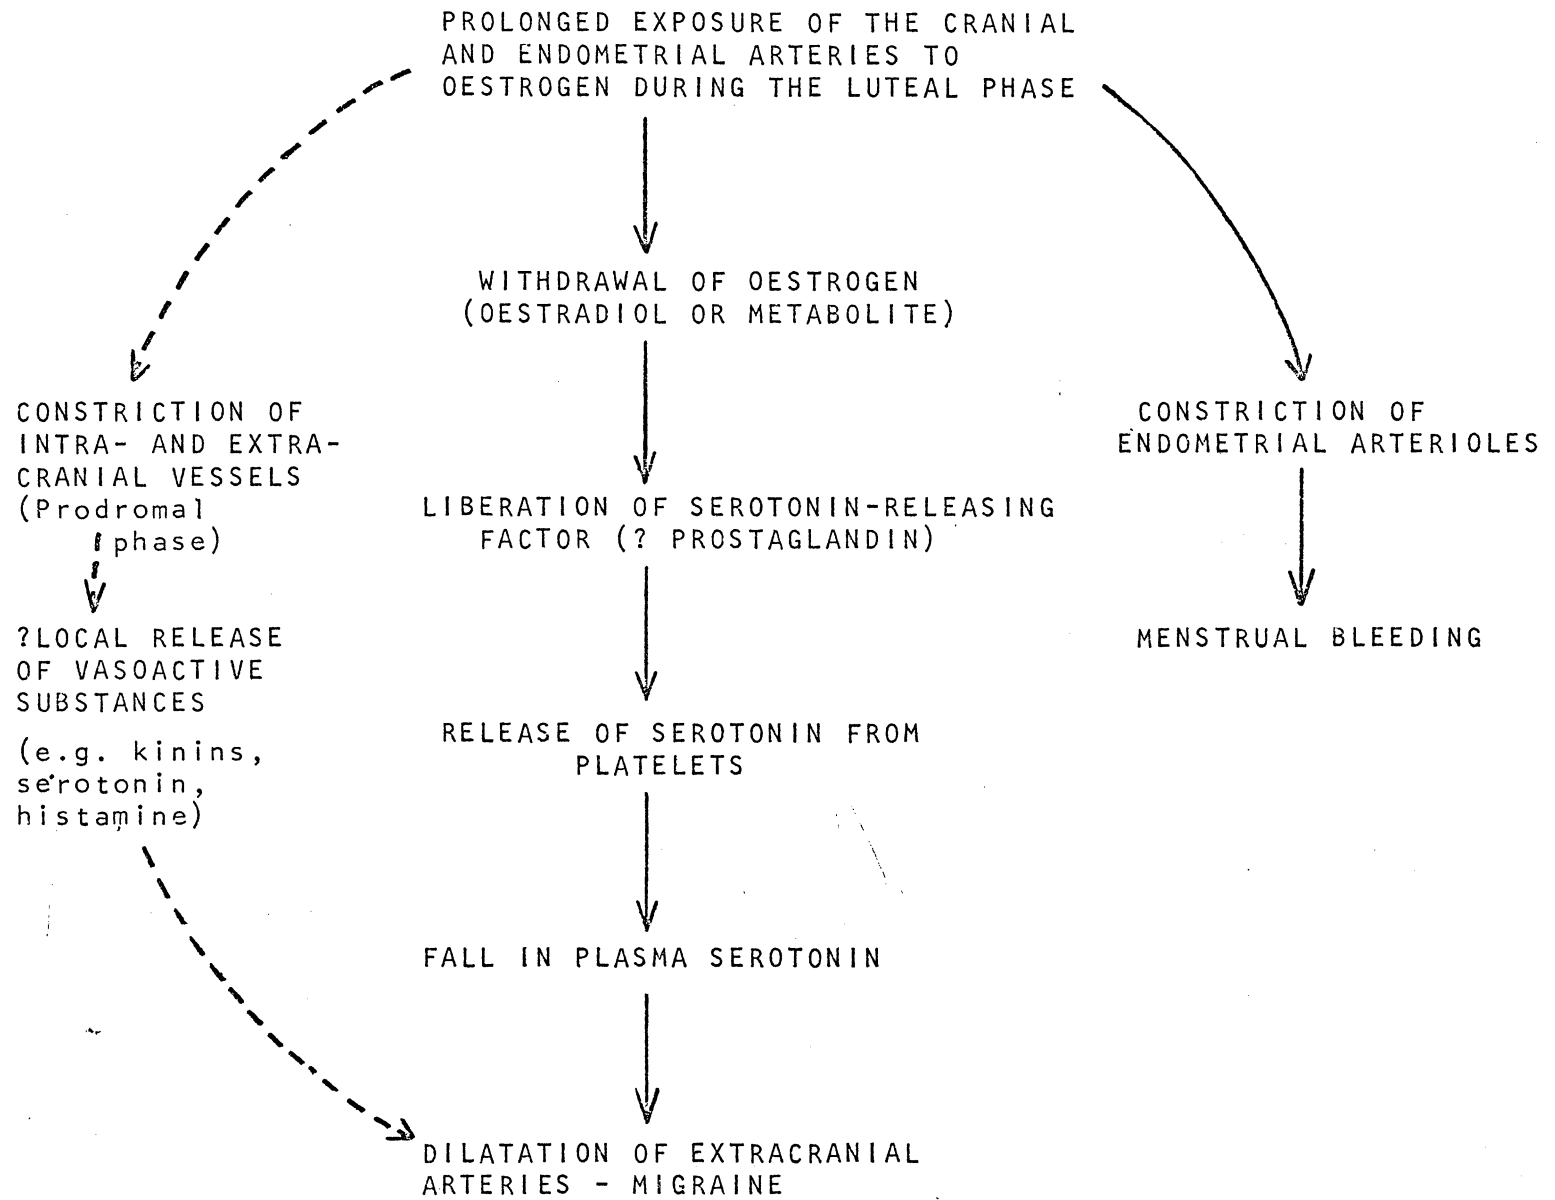 PROLONGED EXPOSURE OF THE CRANIAL
AND ENDOMETRIAL ARTERIES TO
OESTROGEN DURING THE LUTEAL PHASE
WITHDRAWAL OF OESTROGEN
(OESTRADIOL OR METABOLITE)
CONSTRICTION OF
INTRA- AND EXTRA-
CRANIAL VESSELS
(Prodromal
phase)
CONSTRICTION OF
ENDOMETRIAL ARTERIOLES
LIBERATION OF SEROTONIN-RELEASING
FACTOR (? PROSTAGLANDIN)
?LOCAL RELEASE
OF VASOACTIVE
SUBSTANCES
(e.g. kinins,
serotonin,
histamine)
MENSTRUAL BLEEDING
RELEASE OF SEROTONIN FROM
PLATELETS
FALL IN PLASMA SEROTONIN
DILATATION OF EXTRACRANIAL
ARTERIES - MIGRAINE